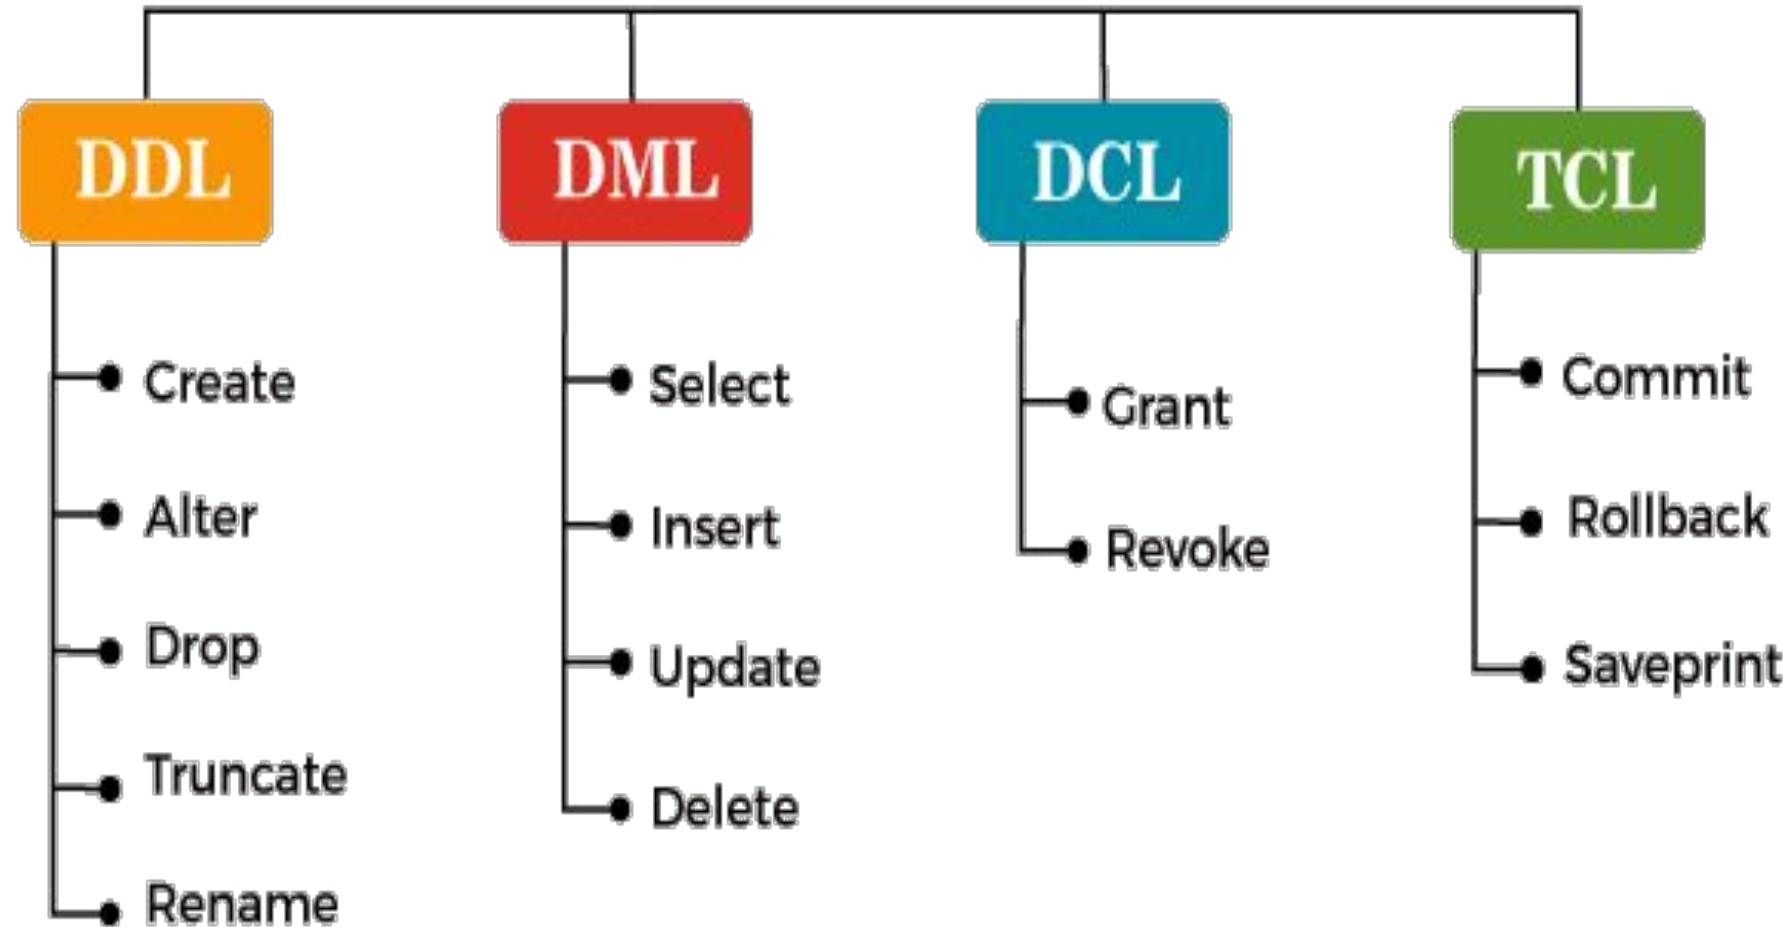 DDL
DML
DCL
TCL
Create
Alter
Drop
Truncate
Rename
Select
Insert
Update
Delete
Grant
Revoke
Commit
Rollback
Saveprint